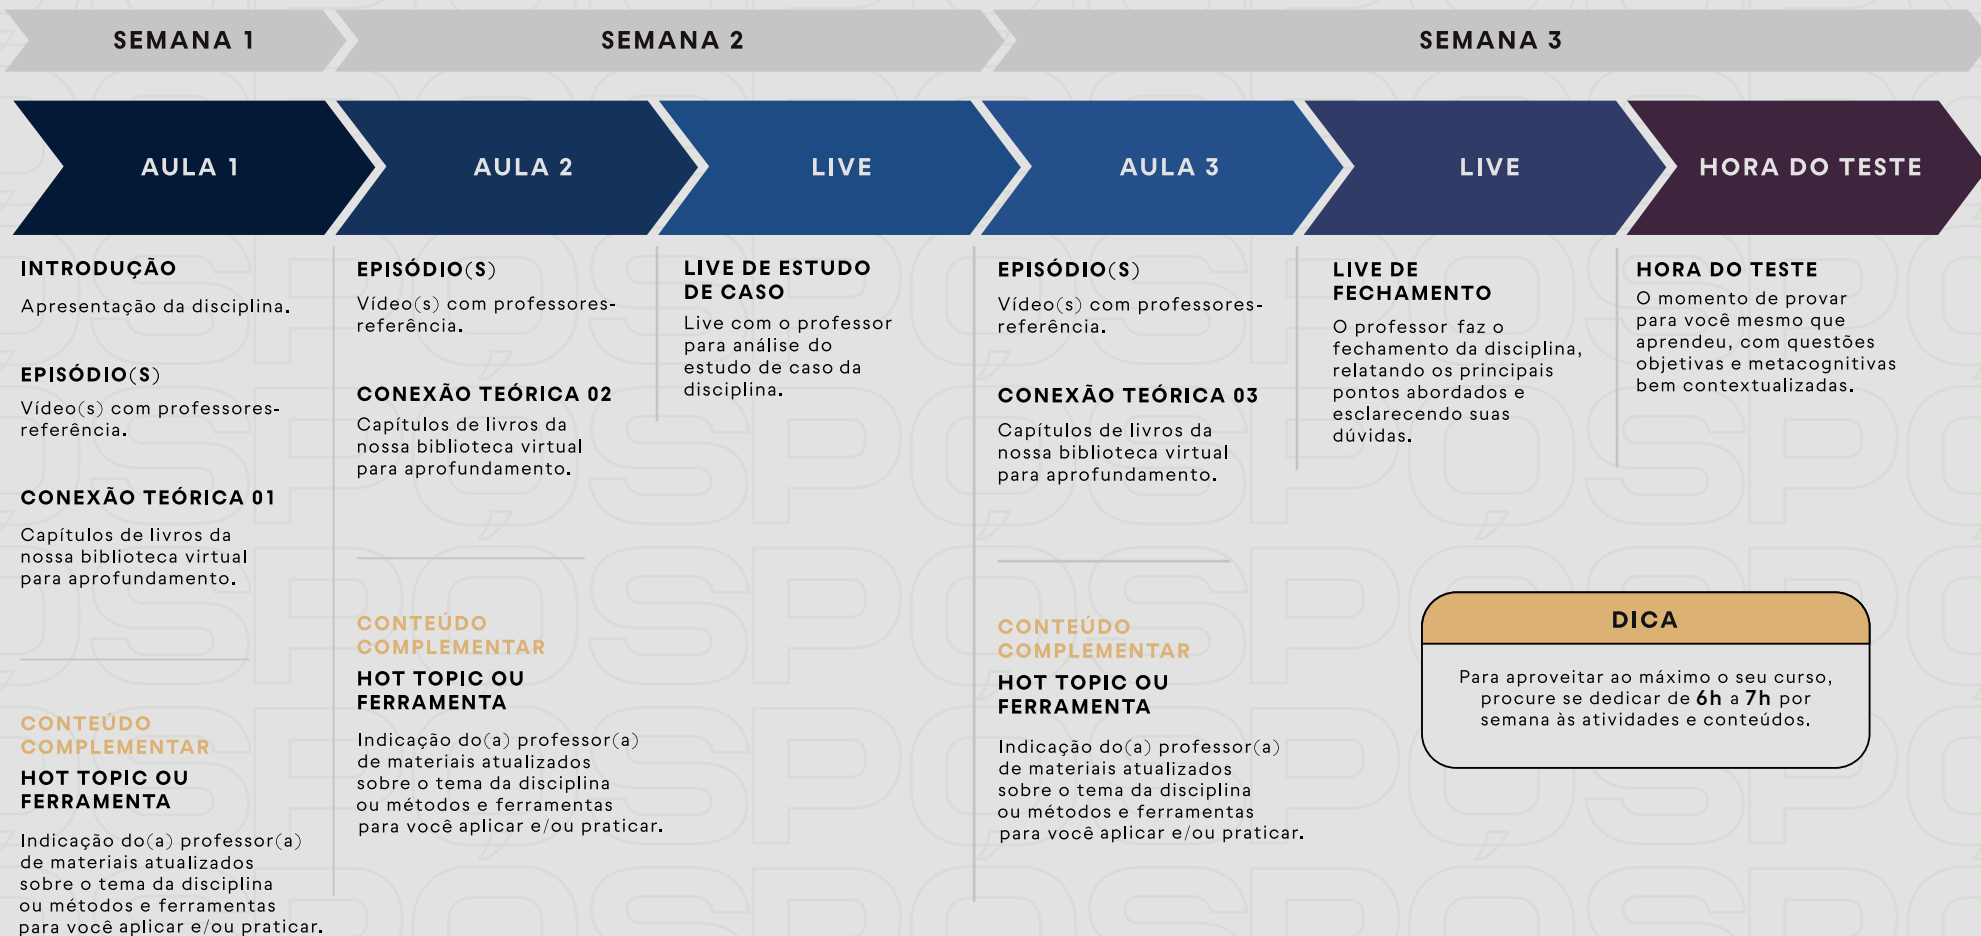 SEMANA 1
SEMANA 2
SEMANA 3
AULA 1
AULA 2
LIVE
AULA 3
LIVE
HORA DO TESTE
INTRODUÇÃO
Apresentação da disciplina.
EPISÓDIO(S)
Vídeo(s) com professores-
referência.
CONEXÃO TEÓRICA 01
Capítulos de livros da
nossa biblioteca virtual
para aprofundamento.
CONTEÚDO
COMPLEMENTAR
HOT TOPIC OU
FERRAMENTA
Indicação do(a) professor(a)
de materiais atualizados
sobre o tema da disciplina
ou métodos e ferramentas
para você aplicar e/ou praticar.
EPISÓDIO(S)
Vídeo(s) com professores-
referência.
CONEXÃO TEÓRICA 02
Capítulos de livros da
nossa biblioteca virtual
para aprofundamento.
CONTEÚDO
COMPLEMENTAR
HOT TOPIC OU
FERRAMENTA
Indicação do(a) professor(a)
de materiais atualizados
sobre o tema da disciplina
ou métodos e ferramentas
para você aplicar e/ou praticar.
LIVE DE ESTUDO
DE CASO
Live com o professor
para análise do
estudo de caso da
disciplina.
EPISÓDIO(S)
Vídeo(s) com professores-
referência.
CONEXÃO TEÓRICA 03
Capítulos de livros da
nossa biblioteca virtual
para aprofundamento.
CONTEÚDO
COMPLEMENTAR
HOT TOPIC OU
FERRAMENTA
Indicação do(a) professor(a)
de materiais atualizados
sobre o tema da disciplina
ou métodos e ferramentas
para você aplicar e/ou praticar.
LIVE DE
FECHAMENTO
O professor faz o
fechamento da disciplina,
relatando os principais
pontos abordados e
esclarecendo suas
dúvidas.
HORA DO TESTE
O momento de provar
para você mesmo que
aprendeu, com questões
objetivas e metacognitivas
bem contextualizadas.
DICA
Para aproveitar ao máximo o seu curso,
procure se dedicar de 6h a 7h por
semana às atividades e conteúdos.